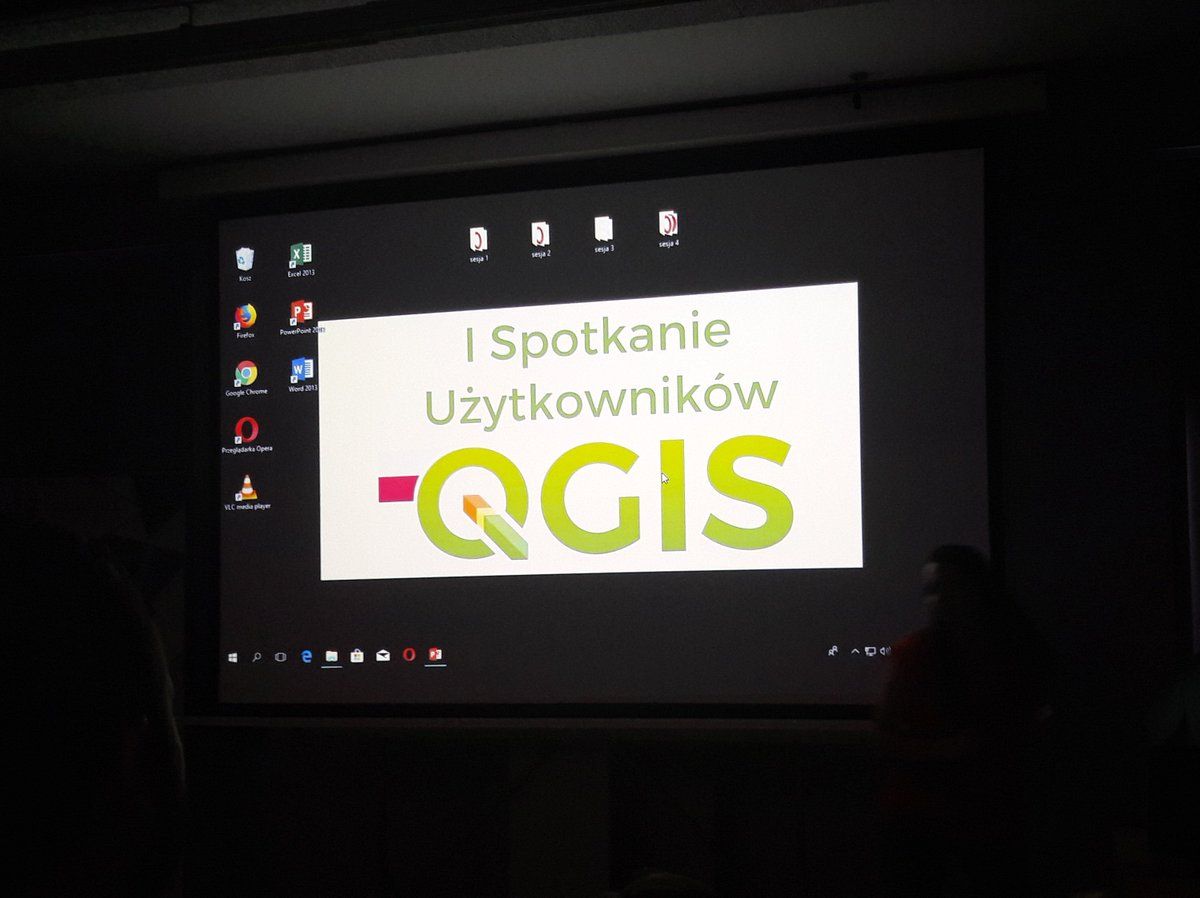 sesja 1
sesja 2
sesja 3
sesja 4
Kosz
Excel 2013
Firefox
PowerPoint 2013
Google Chrome
Word 2013
Przeglądarka Opera
VLC media player
I Spotkanie
Użytkowników
QGIS